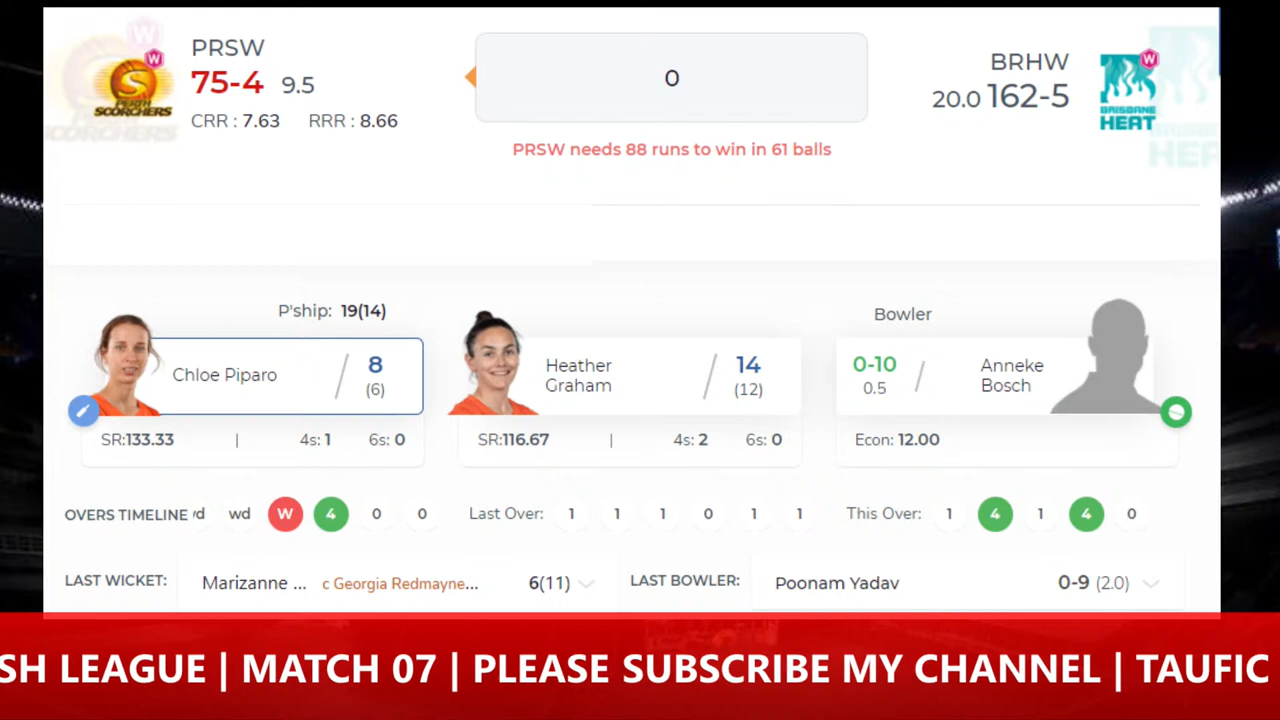 PRSW
75-4 9.5
CRR : 7.63 RRR : 8.66
W
PERTH
SCORCHERS
0
PRSW needs 88 runs to win in 61 balls
BRHW
20.0 162-5
W
BRISBANE
HEAT
P'ship: 19(14)
Bowler
Chloe Piparo
8
(6)
Heather
Graham
14
(12)
0-10
0.5
Anneke
Bosch
SR:133.33 | 4s: 1 6s: 0
SR:116.67 | 4s: 2 6s: 0
Econ: 12.00
OVERS TIMELINE wd W 4 0 0 Last Over: 1 1 1 0 1 1 This Over: 1 4 1 4 0
LAST WICKET: Marizanne ... c Georgia Redmayne... 6(11) LAST BOWLER: Poonam Yadav 0-9 (2.0)
SH LEAGUE | MATCH 07 | PLEASE SUBSCRIBE MY CHANNEL | TAUFIC